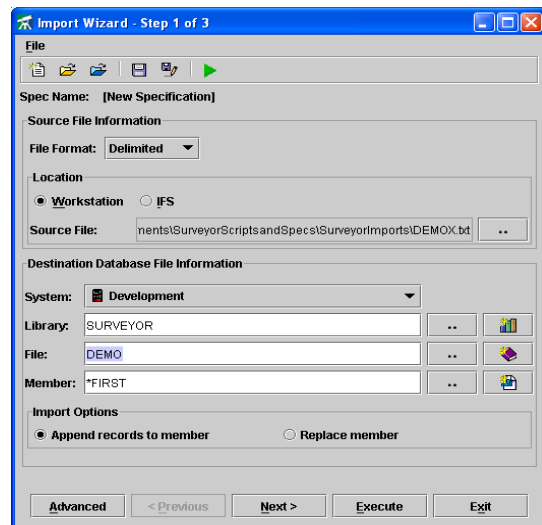 Import Wizard - Step 1 of 3
File
Spec Name: [New Specification]
Source File Information
File Format: Delimited
Location
Workstation IFS
Source File: ments\SurveyorScriptsandSpecs\SurveyorImports\DEMOX.txt ..
Destination Database File Information
System: Development
Library: SURVEYOR ..
File: DEMO ..
Member: *FIRST ..
Import Options
Append records to member Replace member
Advanced < Previous Next > Execute Exit